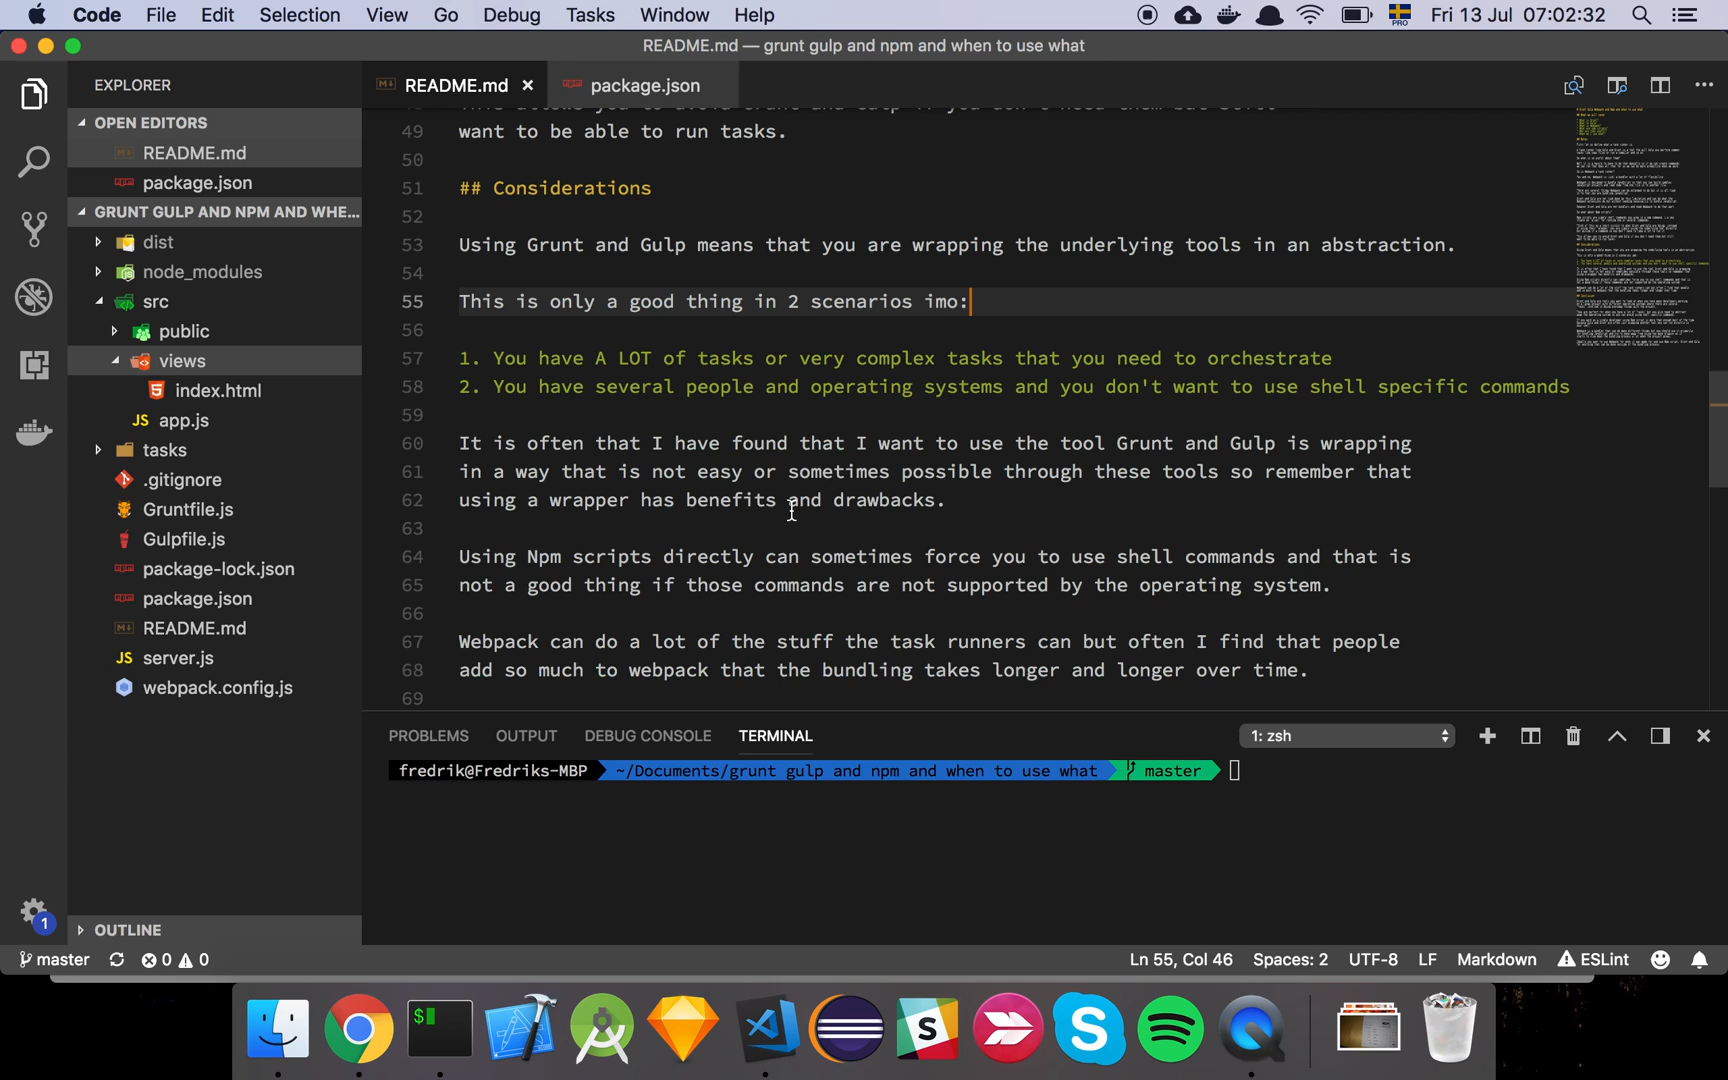 Code File Edit Selection View Go Debug Tasks Window Help PRO Fri 13 Jul 07:02:32
README.md — grunt gulp and npm and when to use what
EXPLORER
OPEN EDITORS
README.md
package.json
GRUNT GULP AND NPM AND WHE...
dist
node_modules
src
public
views
index.html
JS app.js
tasks
.gitignore
Gruntfile.js
Gulpfile.js
package-lock.json
package.json
README.md
JS server.js
webpack.config.js
OUTLINE
1
README.md package.json
49 want to be able to run tasks.
50
51 ## Considerations
52
53 Using Grunt and Gulp means that you are wrapping the underlying tools in an abstraction.
54
55 This is only a good thing in 2 scenarios imo:
56
57 1. You have A LOT of tasks or very complex tasks that you need to orchestrate
58 2. You have several people and operating systems and you don't want to use shell specific commands
59
60 It is often that I have found that I want to use the tool Grunt and Gulp is wrapping
61 in a way that is not easy or sometimes possible through these tools so remember that
62 using a wrapper has benefits and drawbacks.
63
64 Using Npm scripts directly can sometimes force you to use shell commands and that is
65 not a good thing if those commands are not supported by the operating system.
66
67 Webpack can do a lot of the stuff the task runners can but often I find that people
68 add so much to webpack that the bundling takes longer and longer over time.
69
PROBLEMS OUTPUT DEBUG CONSOLE TERMINAL 1: zsh
fredrik@Fredriks-MBP ~/Documents/grunt gulp and npm and when to use what master
master 0 0 Ln 55, Col 46 Spaces: 2 UTF-8 LF Markdown ESLint